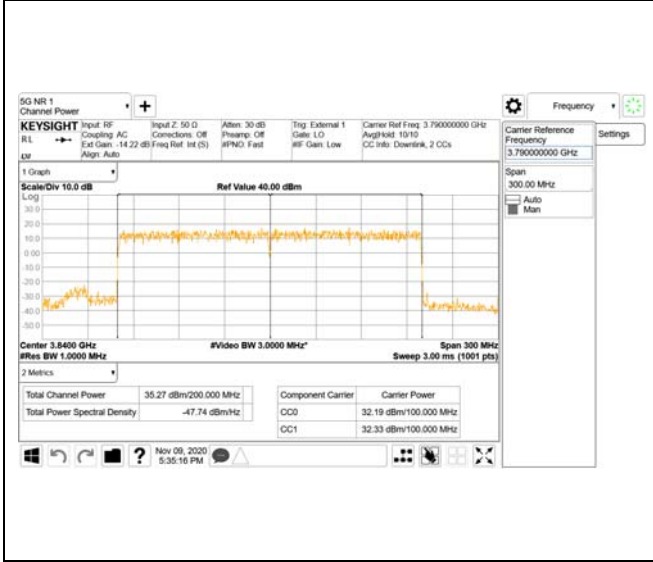 5G NR 1
Channel Power
Frequency
KEYSIGHT Input: RF Input Z: 50 Ω Atten: 30 dB Trig: External 1 Carrier Ref Freq: 3.790000000 GHz
RL Coupling: AC Corrections: Off Preamp: Off Gate: LO Avg|Hold: 10/10
Ext Gain: -14.22 dB Freq Ref: Int (S) #PNO: Fast #IF Gain: Low CC Info: Downlink, 2 CCs
Align: Auto
Carrier Reference
Frequency
3.790000000 GHz
Settings
Span
300.00 MHz
Auto
Man
1 Graph
Scale/Div 10.0 dB Ref Value 40.00 dBm
Log
30.0
20.0
10.0
0.00
-10.0
-20.0
-30.0
-40.0
-50.0
Center 3.8400 GHz #Video BW 3.0000 MHz* Span 300 MHz
#Res BW 1.0000 MHz Sweep 3.00 ms (1001 pts)
2 Metrics
Total Channel Power 35.27 dBm/200.000 MHz
Total Power Spectral Density -47.74 dBm/Hz
Component Carrier Carrier Power
CC0 32.19 dBm/100.000 MHz
CC1 32.33 dBm/100.000 MHz
Nov 09, 2020
5:35:16 PM